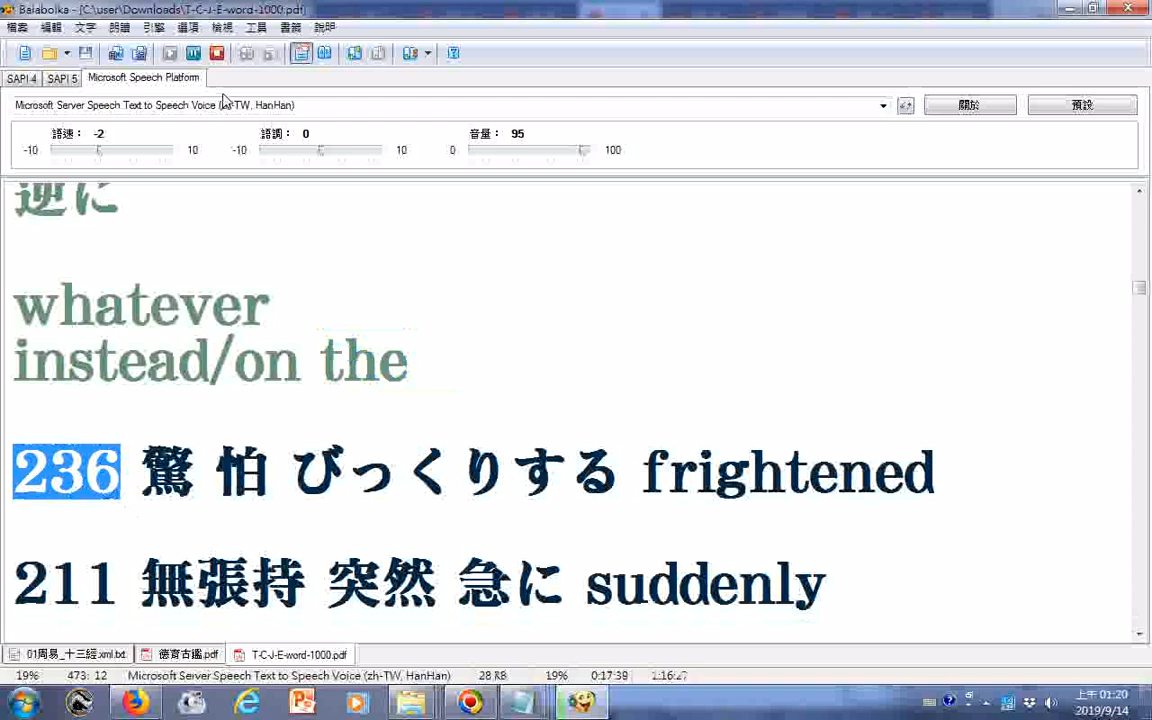 Balabolka - [C:\user\Downloads\T-C-J-E-word-1000.pdf]
檔案 編輯 文字 朗讀 引擎 選項 檢視 工具 書籤 說明
SAPI 4 SAPI 5 Microsoft Speech Platform
Microsoft Server Speech Text to Speech Voice (zh-TW, HanHan) 關於 預設
語速： -2 語調： 0 音量： 95
-10 10 -10 10 0 100
逆に
whatever
instead/on the
236 驚 怕 びっくりする frightened
211 無張持 突然 急に suddenly
01周易_十三經.xml.txt 德育古鑑.pdf T-C-J-E-word-1000.pdf
19% 473: 12 Microsoft Server Speech Text to Speech Voice (zh-TW, HanHan) 28 KB 19% 0:17:39 1:16:27
上午 01:20
2019/9/14